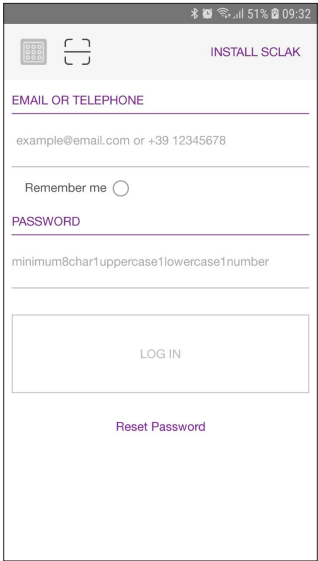 51% 09:32
INSTALL SCLAK
EMAIL OR TELEPHONE
example@email.com or +39 12345678
Remember me
PASSWORD
minimum8char1uppercase1lowercase1number
LOG IN
Reset Password